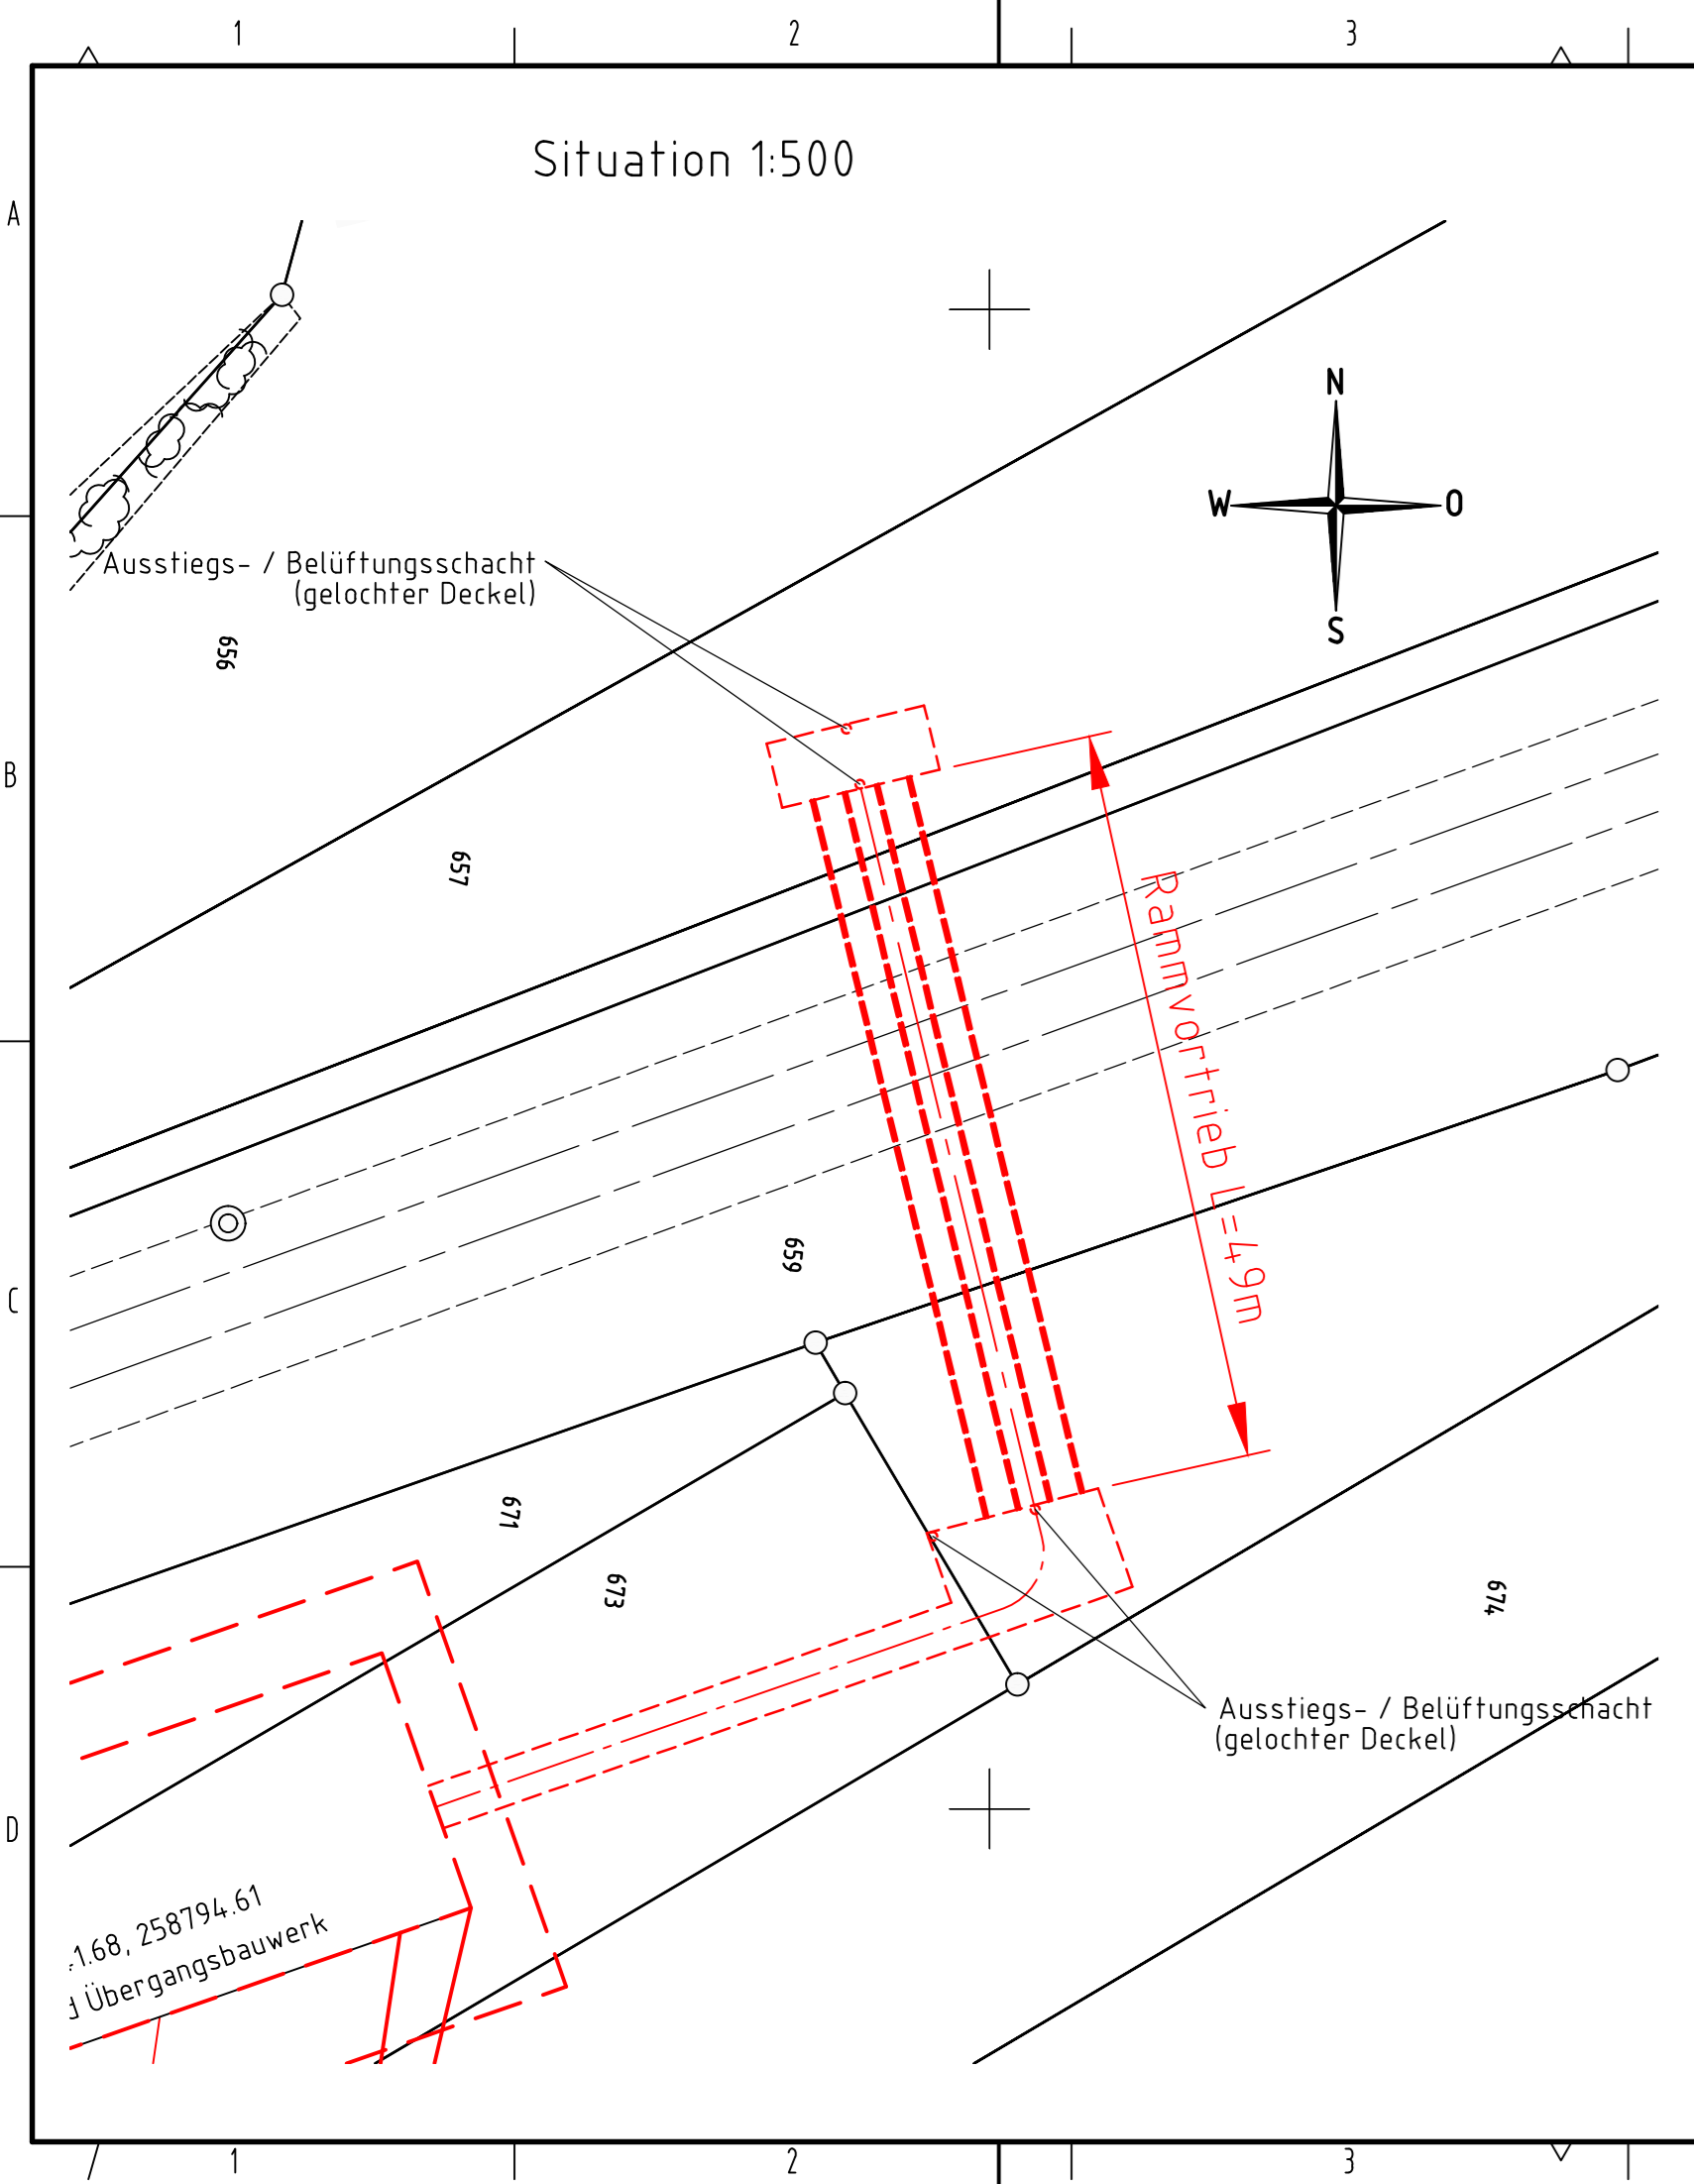 1 2 3
Situation 1:500
A
N
W O
S
Ausstiegs- / Belüftungsschacht
(gelochter Deckel)
656
B
657
Rammvortrieb L=49m
659
C
671
673
674
Ausstiegs- / Belüftungsschacht
(gelochter Deckel)
D
1.68, 258794.61
Übergangsbauwerk
1 2 3